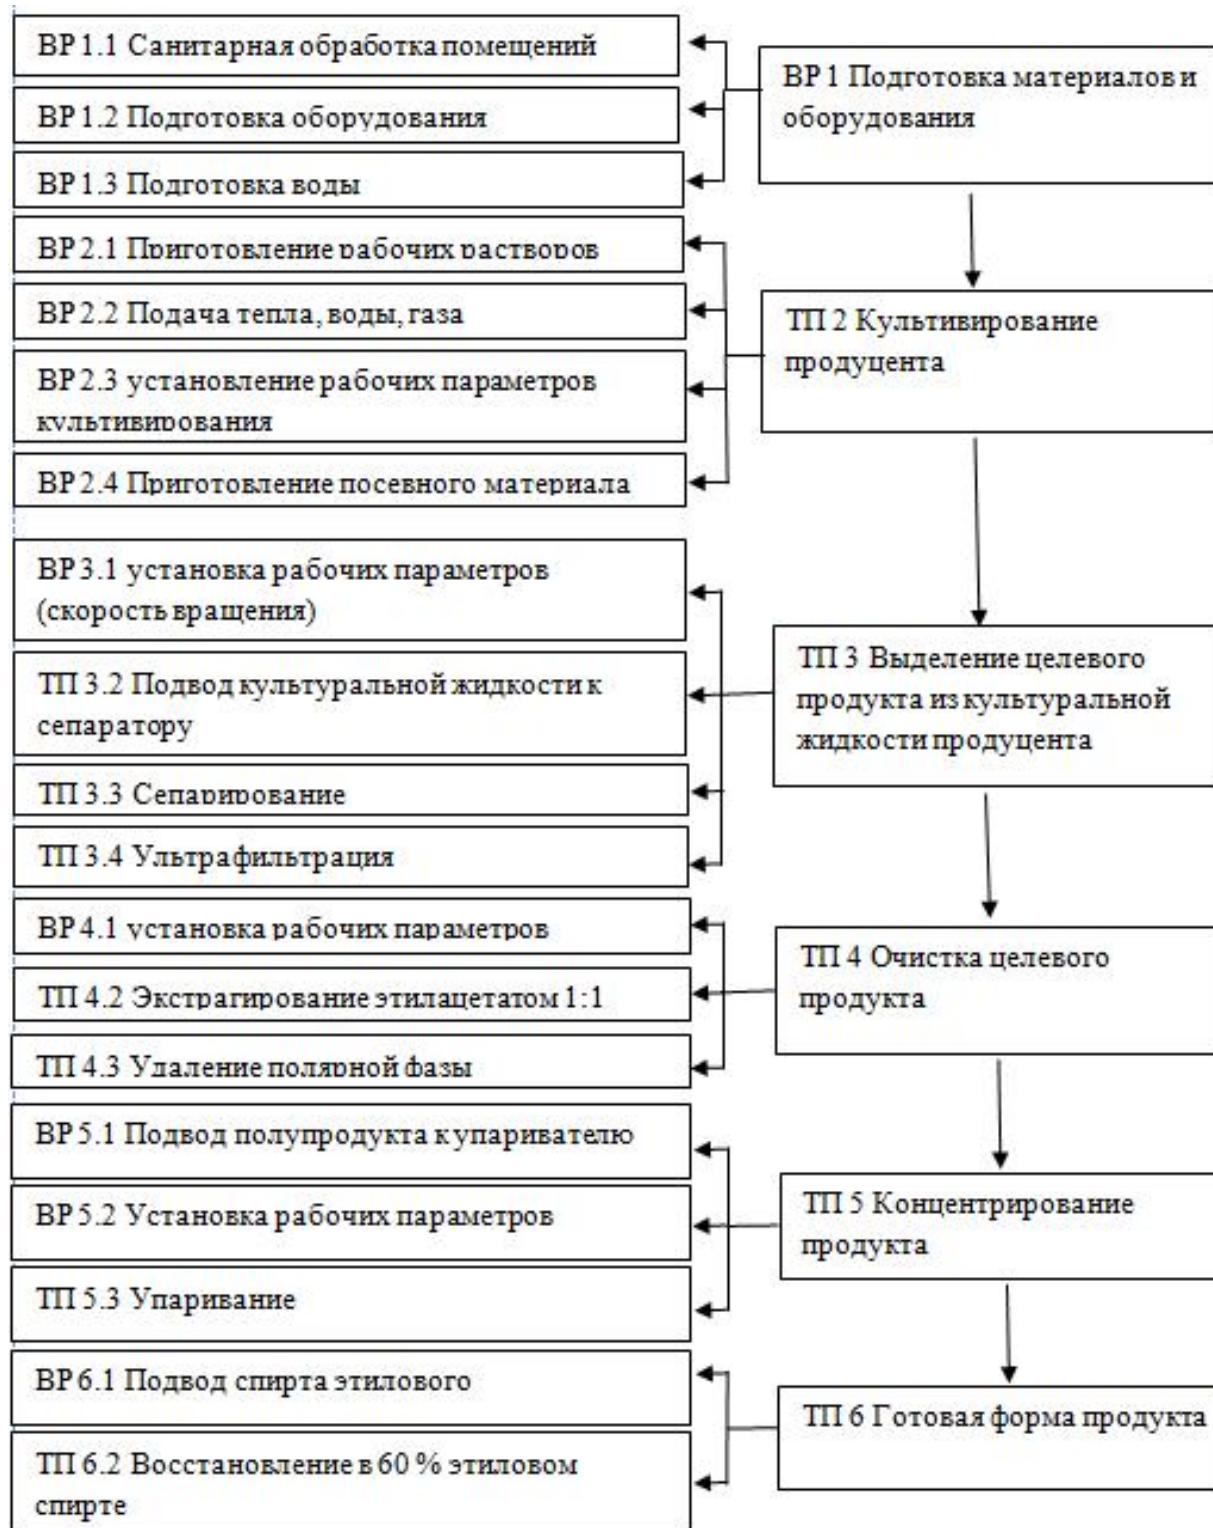 ВР 1.1 Санитарная обработка помещений
ВР 1.2 Подготовка оборудования
ВР 1.3 Подготовка воды
ВР 1 Подготовка материалов и
оборудования
ВР 2.1 Приготовление рабочих растворов
ВР 2.2 Подача тепла, воды, газа
ВР 2.3 установление рабочих параметров
культивирования
ВР 2.4 Приготовление посевного материала
ТП 2 Культивирование
продуцента
ВР 3.1 установка рабочих параметров
(скорость вращения)
ТП 3.2 Подвод культуральной жидкости к
сепаратору
ТП 3.3 Сепарирование
ТП 3.4 Ультрафильтрация
ТП 3 Выделение целевого
продукта из культуральной
жидкости продуцента
ВР 4.1 установка рабочих параметров
ТП 4.2 Экстрагирование этилацетатом 1:1
ТП 4.3 Удаление полярной фазы
ТП 4 Очистка целевого
продукта
ВР 5.1 Подвод полупродукта к упаривателю
ВР 5.2 Установка рабочих параметров
ТП 5.3 Упаривание
ТП 5 Концентрирование
продукта
ВР 6.1 Подвод спирта этилового
ТП 6.2 Восстановление в 60 % этиловом
спирте
ТП 6 Готовая форма продукта